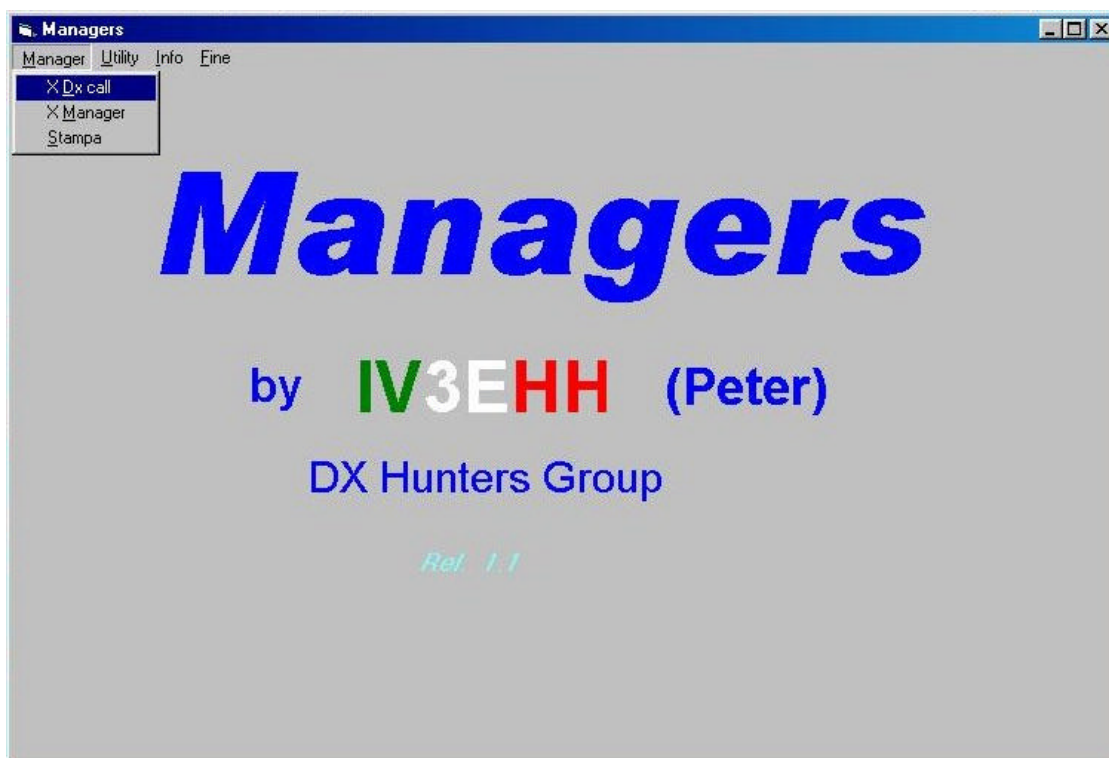 Managers
Manager Utility Info Fine
X Dx call
X Manager
Stampa
Managers
by IV3EHH (Peter)
DX Hunters Group
Rel. 1.1